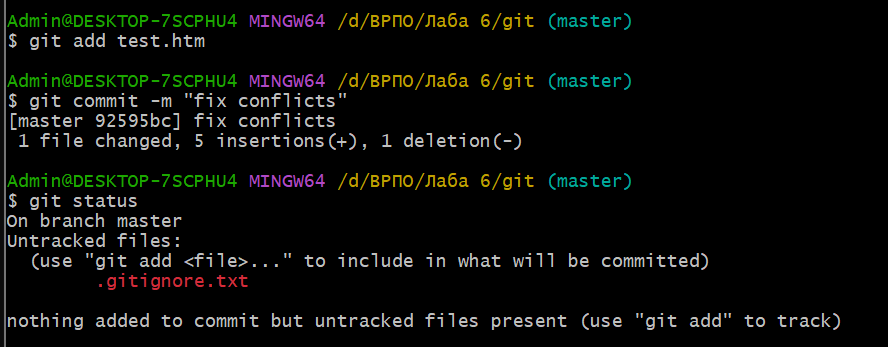 Admin@DESKTOP-7SCPHU4 MINGW64 /d/ВРПО/Лаба 6/git (master)
$ git add test.htm
Admin@DESKTOP-7SCPHU4 MINGW64 /d/ВРПО/Лаба 6/git (master)
$ git commit -m "fix conflicts"
[master 92595bc] fix conflicts
1 file changed, 5 insertions(+), 1 deletion(-)
Admin@DESKTOP-7SCPHU4 MINGW64 /d/ВРПО/Лаба 6/git (master)
$ git status
On branch master
Untracked files:
(use "git add <file>..." to include in what will be committed)
.gitignore.txt
nothing added to commit but untracked files present (use "git add" to track)